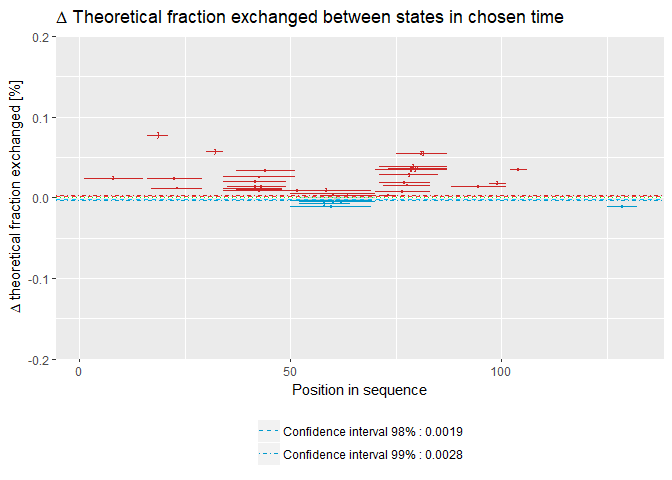 Δ Theoretical fraction exchanged between states in chosen time
Δ theoretical fraction exchanged [%]
0.2
0.1
0.0
-0.1
-0.2
0
50
100
Position in sequence
Confidence interval 98% : 0.0019
Confidence interval 99% : 0.0028